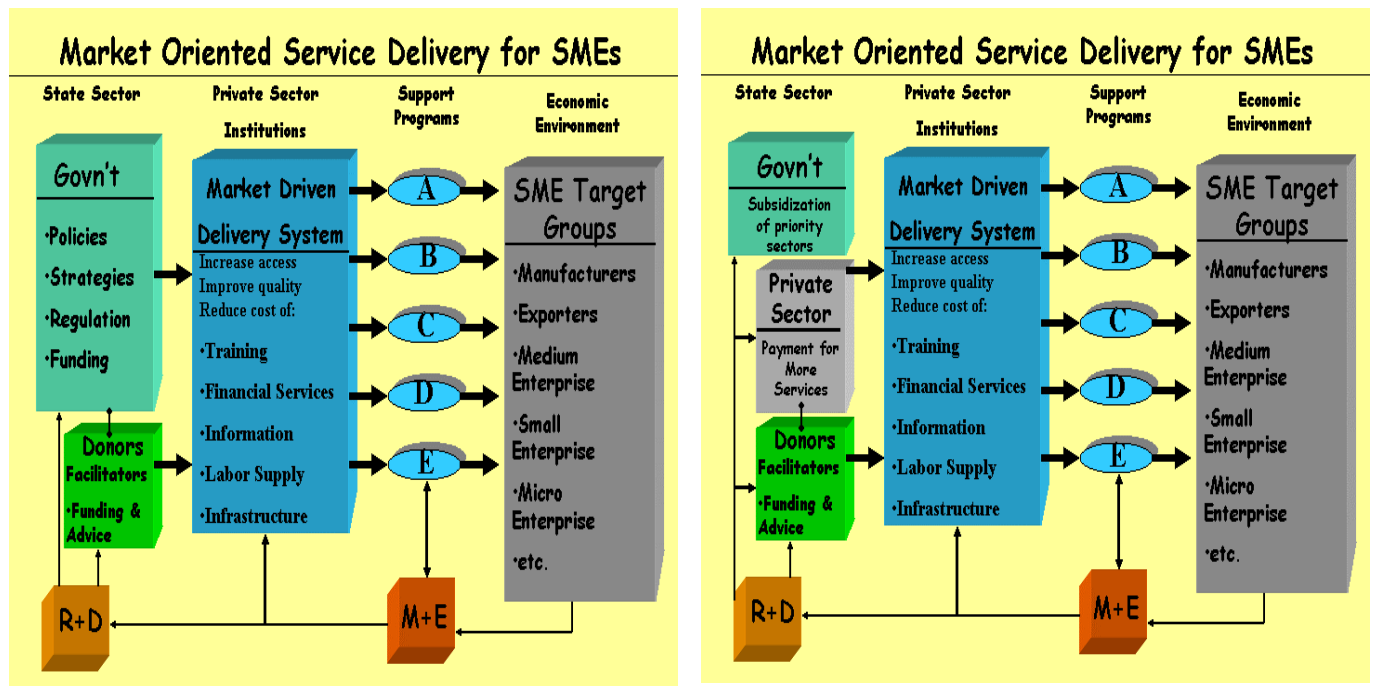 Market Oriented Service Delivery for SMEs
State Sector
Private Sector
Institutions
Support
Programs
Economic
Environment
Govn't
•Policies
•Strategies
•Regulation
•Funding
Donors
Facilitators
•Funding &
Advice
Market Driven
Delivery System
Increase access
Improve quality
Reduce cost of:
•Training
•Financial Services
•Information
•Labor Supply
•Infrastructure
A
B
C
D
E
SME Target
Groups
•Manufacturers
•Exporters
•Medium
Enterprise
•Small
Enterprise
•Micro
Enterprise
•etc.
R+D
M+E
Market Oriented Service Delivery for SMEs
State Sector
Private Sector
Institutions
Support
Programs
Economic
Environment
Govn't
Subsidization
of priority
sectors
Private
Sector
Payment for
More
Services
Donors
Facilitators
•Funding &
Advice
Market Driven
Delivery System
Increase access
Improve quality
Reduce cost of:
•Training
•Financial Services
•Information
•Labor Supply
•Infrastructure
A
B
C
D
E
SME Target
Groups
•Manufacturers
•Exporters
•Medium
Enterprise
•Small
Enterprise
•Micro
Enterprise
•etc.
R+D
M+E